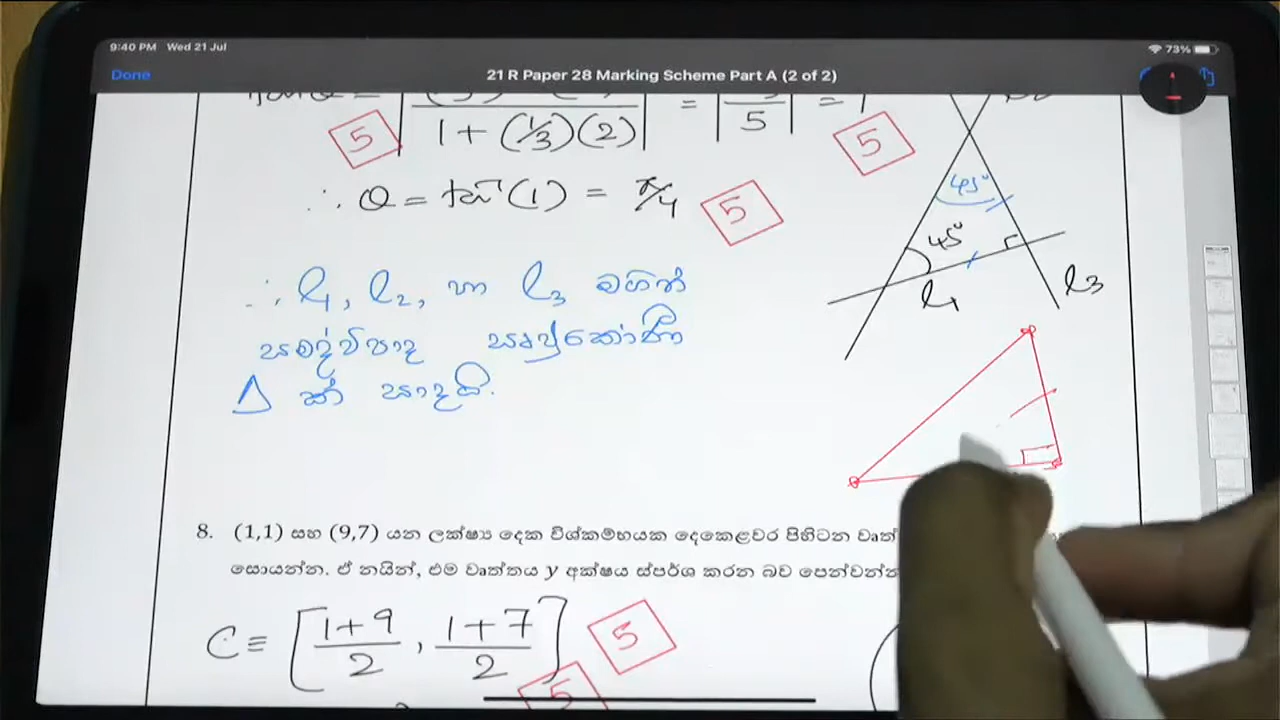 9:40 PM Wed 21 Jul
73%
Done
21 R Paper 28 Marking Scheme Part A (2 of 2)
1 + (1/3)(2)
= | 5 | = 1
5
5
∴ θ = tan⁻¹(1) = π/4
5
45°
45°
l₁
l₃
∴ l₁, l₂, හා l₃ මගින්
සමද්විපාද සෘජුකෝණී
Δ ක් සාදයි.
8. (1,1) සහ (9,7) යන ලක්ෂ්‍ය දෙක විශ්කම්භයක දෙකෙළවර පිහිටන වෘත්
සොයන්න. ඒ නයින්, එම වෘත්තය y අක්ෂය ස්පර්ශ කරන බව පෙන්වන්න
C ≡ [ (1+9)/2 , (1+7)/2 ]
5
5